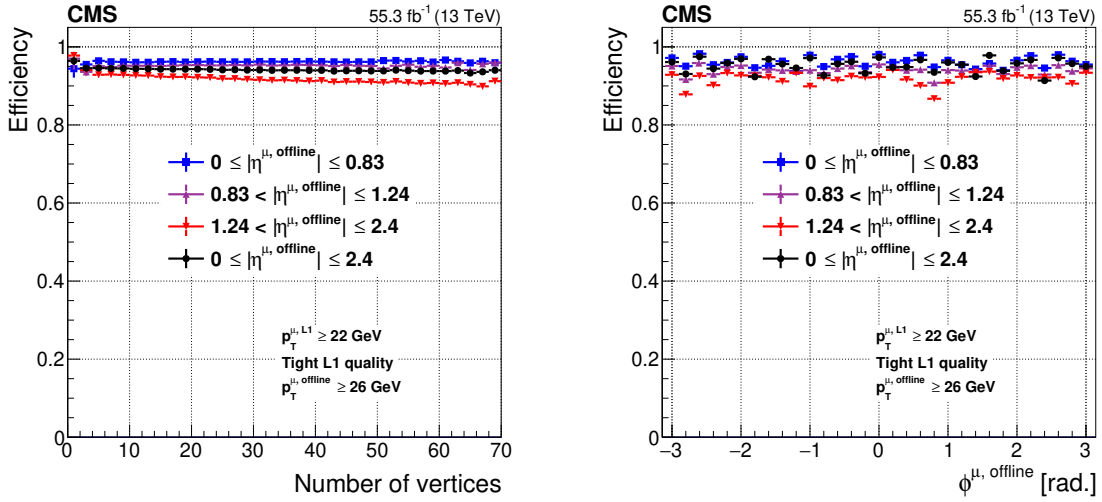 CMS
55.3 fb⁻¹ (13 TeV)
Efficiency
1
0.8
0.6
0.4
0.2
0
0 ≤ |η^μ, offline| ≤ 0.83
0.83 < |η^μ, offline| ≤ 1.24
1.24 < |η^μ, offline| ≤ 2.4
0 ≤ |η^μ, offline| ≤ 2.4
p_T^μ, L1 ≥ 22 GeV
Tight L1 quality
p_T^μ, offline ≥ 26 GeV
0 10 20 30 40 50 60 70
Number of vertices
CMS
55.3 fb⁻¹ (13 TeV)
Efficiency
1
0.8
0.6
0.4
0.2
0
0 ≤ |η^μ, offline| ≤ 0.83
0.83 < |η^μ, offline| ≤ 1.24
1.24 < |η^μ, offline| ≤ 2.4
0 ≤ |η^μ, offline| ≤ 2.4
p_T^μ, L1 ≥ 22 GeV
Tight L1 quality
p_T^μ, offline ≥ 26 GeV
−3 −2 −1 0 1 2 3
ϕ^μ, offline [rad.]